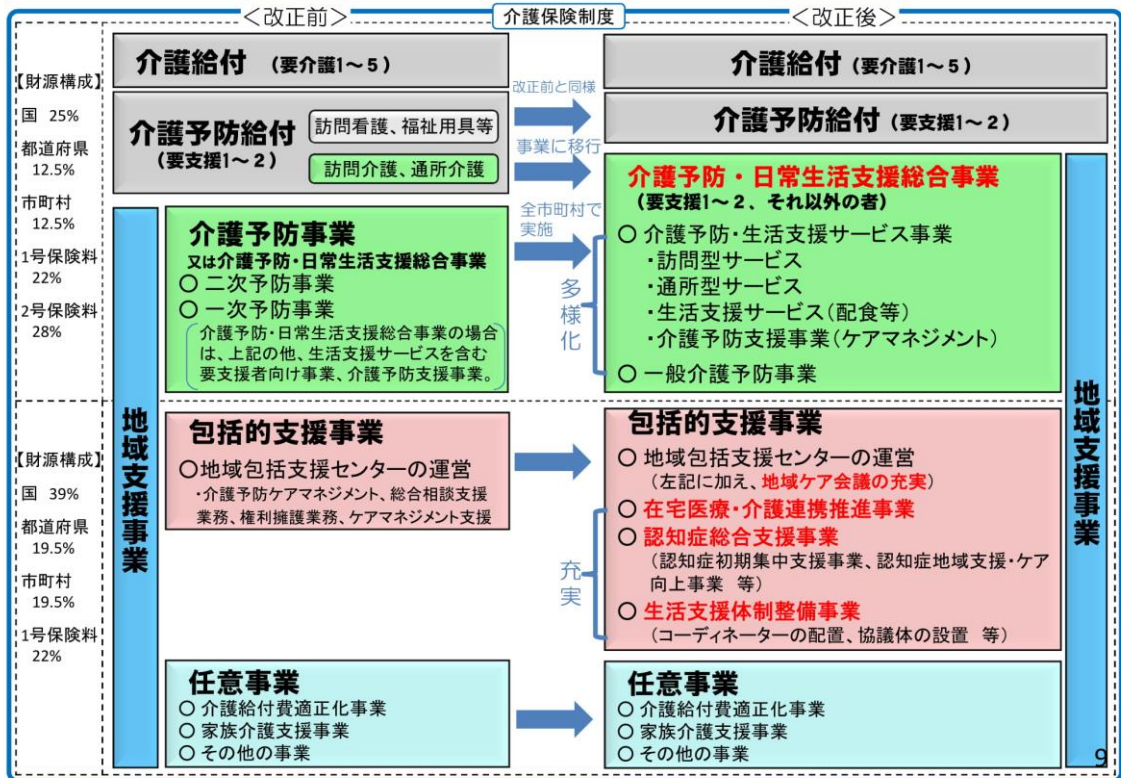 介護保険制度
＜改正前＞
＜改正後＞
【財源構成】
国 25%
都道府県
12.5%
市町村
12.5%
1号保険料
22%
2号保険料
28%
介護給付 （要介護1～5）
介護予防給付
（要支援1～2）
訪問看護、福祉用具等
訪問介護、通所介護
介護予防事業
又は介護予防・日常生活支援総合事業
○ 二次予防事業
○ 一次予防事業
介護予防・日常生活支援総合事業の場合
は、上記の他、生活支援サービスを含む
要支援者向け事業、介護予防支援事業。
改正前と同様
事業に移行
全市町村で
実施
多様化
介護給付 （要介護1～5）
介護予防給付（要支援1～2）
介護予防・日常生活支援総合事業
（要支援1～2、それ以外の者）
○ 介護予防・生活支援サービス事業
・訪問型サービス
・通所型サービス
・生活支援サービス（配食等）
・介護予防支援事業（ケアマネジメント）
○ 一般介護予防事業
【財源構成】
国 39%
都道府県
19.5%
市町村
19.5%
1号保険料
22%
地域支援事業
包括的支援事業
○地域包括支援センターの運営
・介護予防ケアマネジメント、総合相談支援
業務、権利擁護業務、ケアマネジメント支援
充実
包括的支援事業
○ 地域包括支援センターの運営
（左記に加え、地域ケア会議の充実）
○ 在宅医療・介護連携推進事業
○ 認知症総合支援事業
（認知症初期集中支援事業、認知症地域支援・ケア
向上事業 等）
○ 生活支援体制整備事業
（コーディネーターの配置、協議体の設置 等）
地域支援事業
任意事業
○ 介護給付費適正化事業
○ 家族介護支援事業
○ その他の事業
任意事業
○ 介護給付費適正化事業
○ 家族介護支援事業
○ その他の事業
9